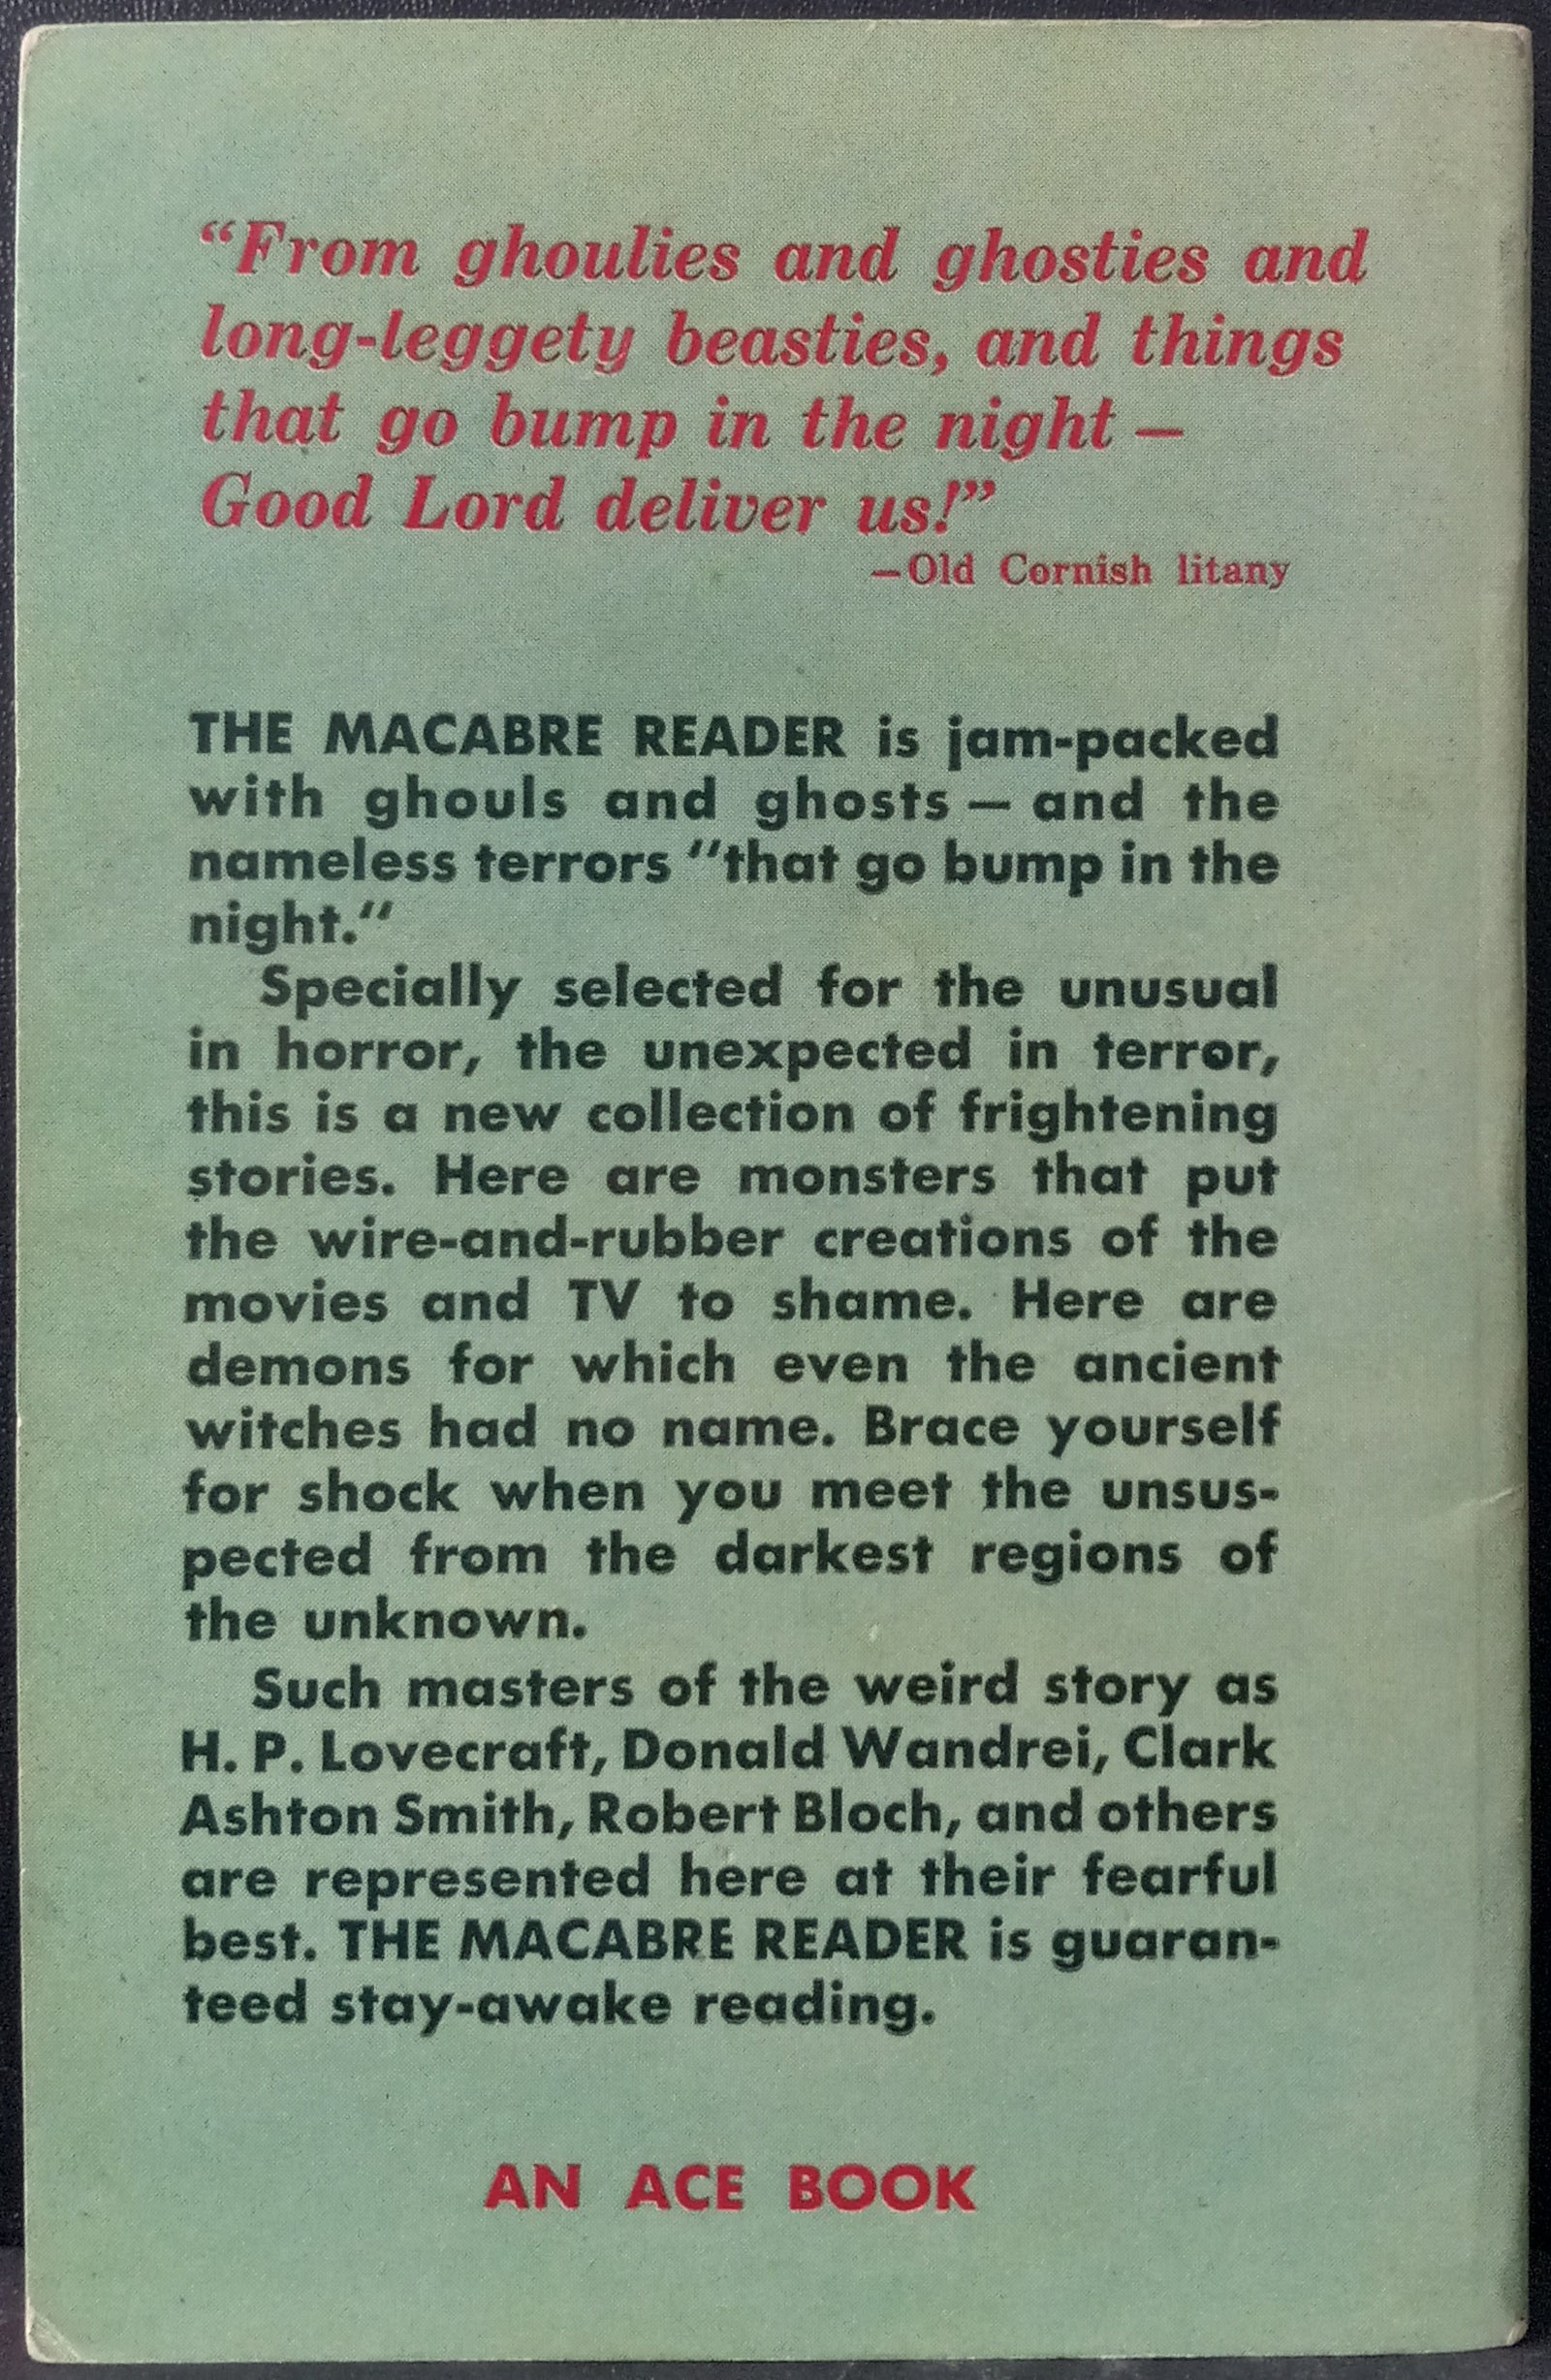 “From ghoulies and ghosties and
long-leggety beasties, and things
that go bump in the night —
Good Lord deliver us!”
—Old Cornish litany
THE MACABRE READER is jam-packed
with ghouls and ghosts — and the
nameless terrors “that go bump in the
night.”
Specially selected for the unusual
in horror, the unexpected in terror,
this is a new collection of frightening
stories. Here are monsters that put
the wire-and-rubber creations of the
movies and TV to shame. Here are
demons for which even the ancient
witches had no name. Brace yourself
for shock when you meet the unsus-
pected from the darkest regions of
the unknown.
Such masters of the weird story as
H. P. Lovecraft, Donald Wandrei, Clark
Ashton Smith, Robert Bloch, and others
are represented here at their fearful
best. THE MACABRE READER is guaran-
teed stay-awake reading.
AN ACE BOOK